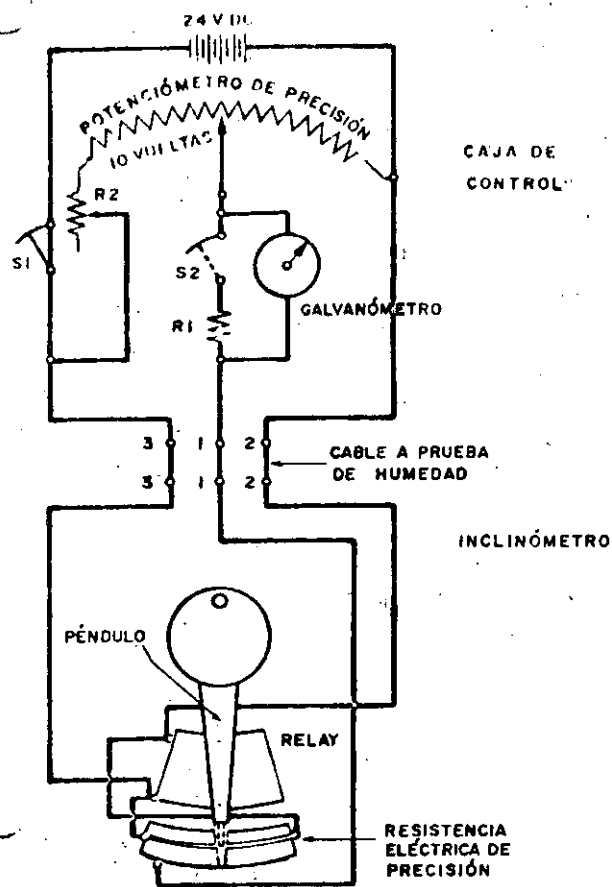 24 V DC
POTENCIÓMETRO DE PRECISIÓN
10 VUELTAS
CAJA DE
CONTROL
R2
S1
S2
GALVANÓMETRO
R1
3 1 2
3 1 2
CABLE A PRUEBA
DE HUMEDAD
INCLINÓMETRO
PÉNDULO
RELAY
RESISTENCIA
ELÉCTRICA DE
PRECISIÓN